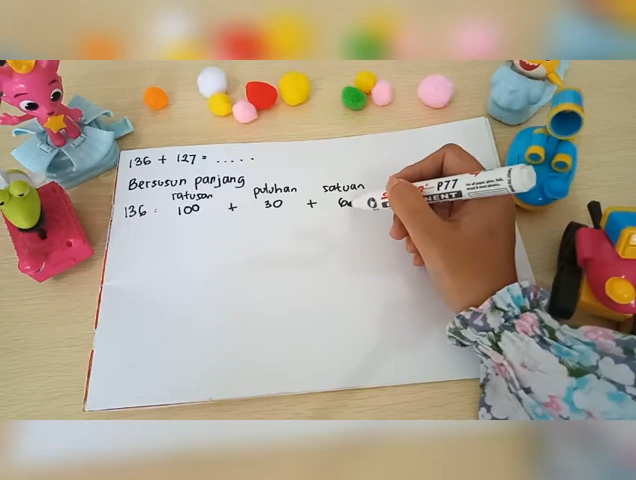 136 + 127 = .....
Bersusun panjang
ratusan puluhan satuan
136 = 100 + 30 + 6
P77